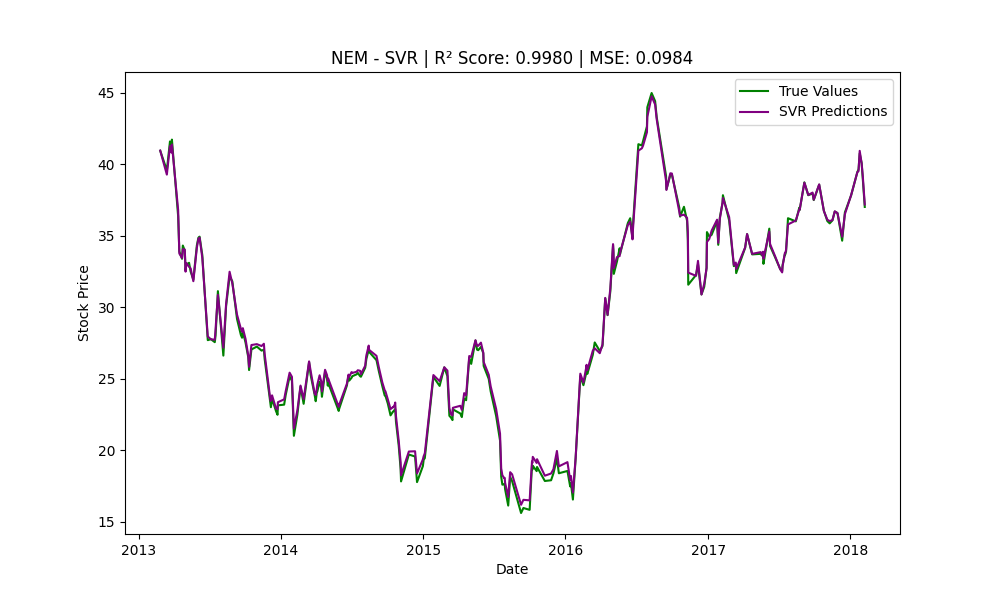 NEM - SVR | R² Score: 0.9980 | MSE: 0.0984
True Values
SVR Predictions
Stock Price
45
40
35
30
25
20
15
2013 2014 2015 2016 2017 2018
Date